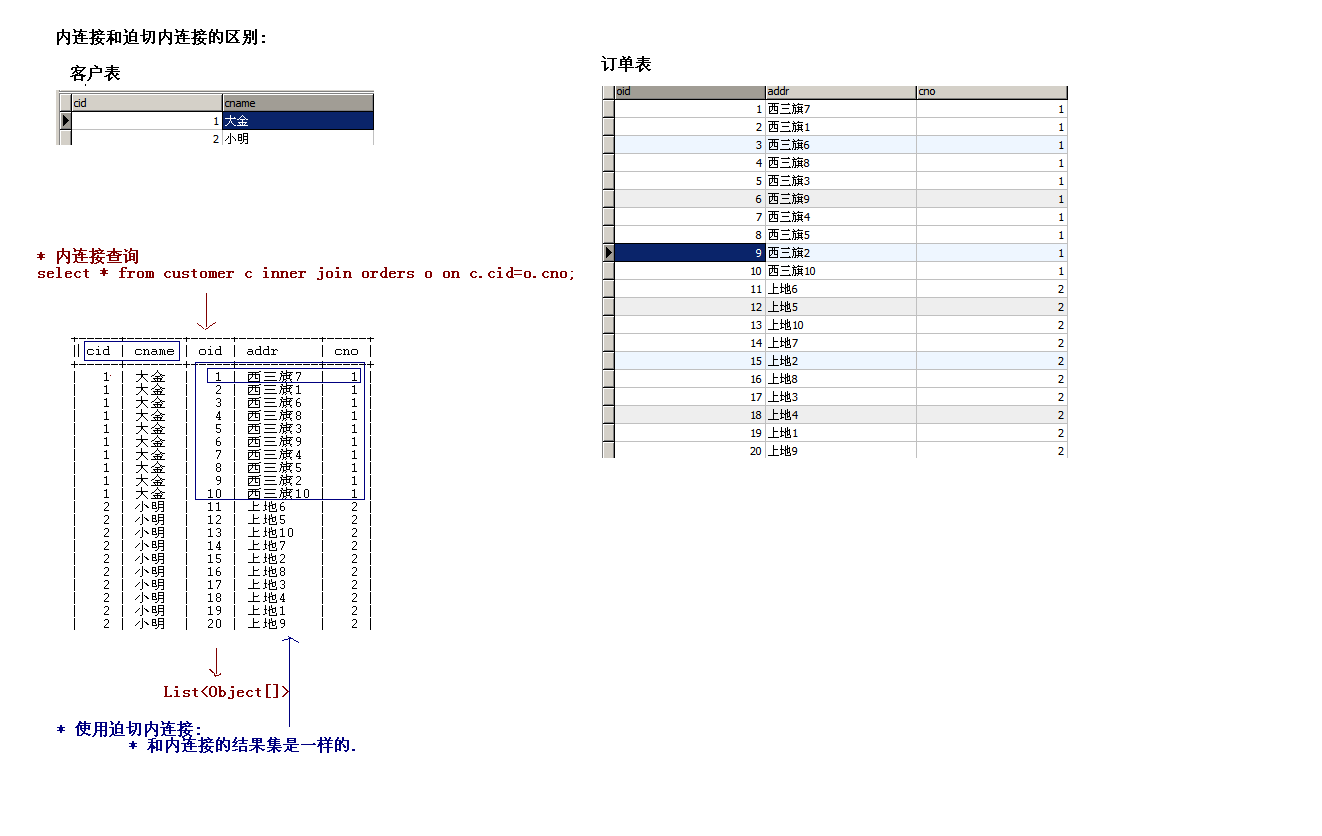 内连接和迫切内连接的区别:
客户表
cid cname
1 大金
2 小明
订单表
oid addr cno
1 西三旗7 1
2 西三旗1 1
3 西三旗6 1
4 西三旗8 1
5 西三旗3 1
6 西三旗9 1
7 西三旗4 1
8 西三旗5 1
9 西三旗2 1
10 西三旗10 1
11 上地6 2
12 上地5 2
13 上地10 2
14 上地7 2
15 上地2 2
16 上地8 2
17 上地3 2
18 上地4 2
19 上地1 2
20 上地9 2
* 内连接查询
select * from customer c inner join orders o on c.cid=o.cno;
| cid | cname | oid | addr | cno |
| 1 | 大金 | 1 | 西三旗7 | 1 |
| 1 | 大金 | 2 | 西三旗1 | 1 |
| 1 | 大金 | 3 | 西三旗6 | 1 |
| 1 | 大金 | 4 | 西三旗8 | 1 |
| 1 | 大金 | 5 | 西三旗3 | 1 |
| 1 | 大金 | 6 | 西三旗9 | 1 |
| 1 | 大金 | 7 | 西三旗4 | 1 |
| 1 | 大金 | 8 | 西三旗5 | 1 |
| 1 | 大金 | 9 | 西三旗2 | 1 |
| 1 | 大金 | 10 | 西三旗10 | 1 |
| 2 | 小明 | 11 | 上地6 | 2 |
| 2 | 小明 | 12 | 上地5 | 2 |
| 2 | 小明 | 13 | 上地10 | 2 |
| 2 | 小明 | 14 | 上地7 | 2 |
| 2 | 小明 | 15 | 上地2 | 2 |
| 2 | 小明 | 16 | 上地8 | 2 |
| 2 | 小明 | 17 | 上地3 | 2 |
| 2 | 小明 | 18 | 上地4 | 2 |
| 2 | 小明 | 19 | 上地1 | 2 |
| 2 | 小明 | 20 | 上地9 | 2 |
List<Object[]>
* 使用迫切内连接:
* 和内连接的结果集是一样的.